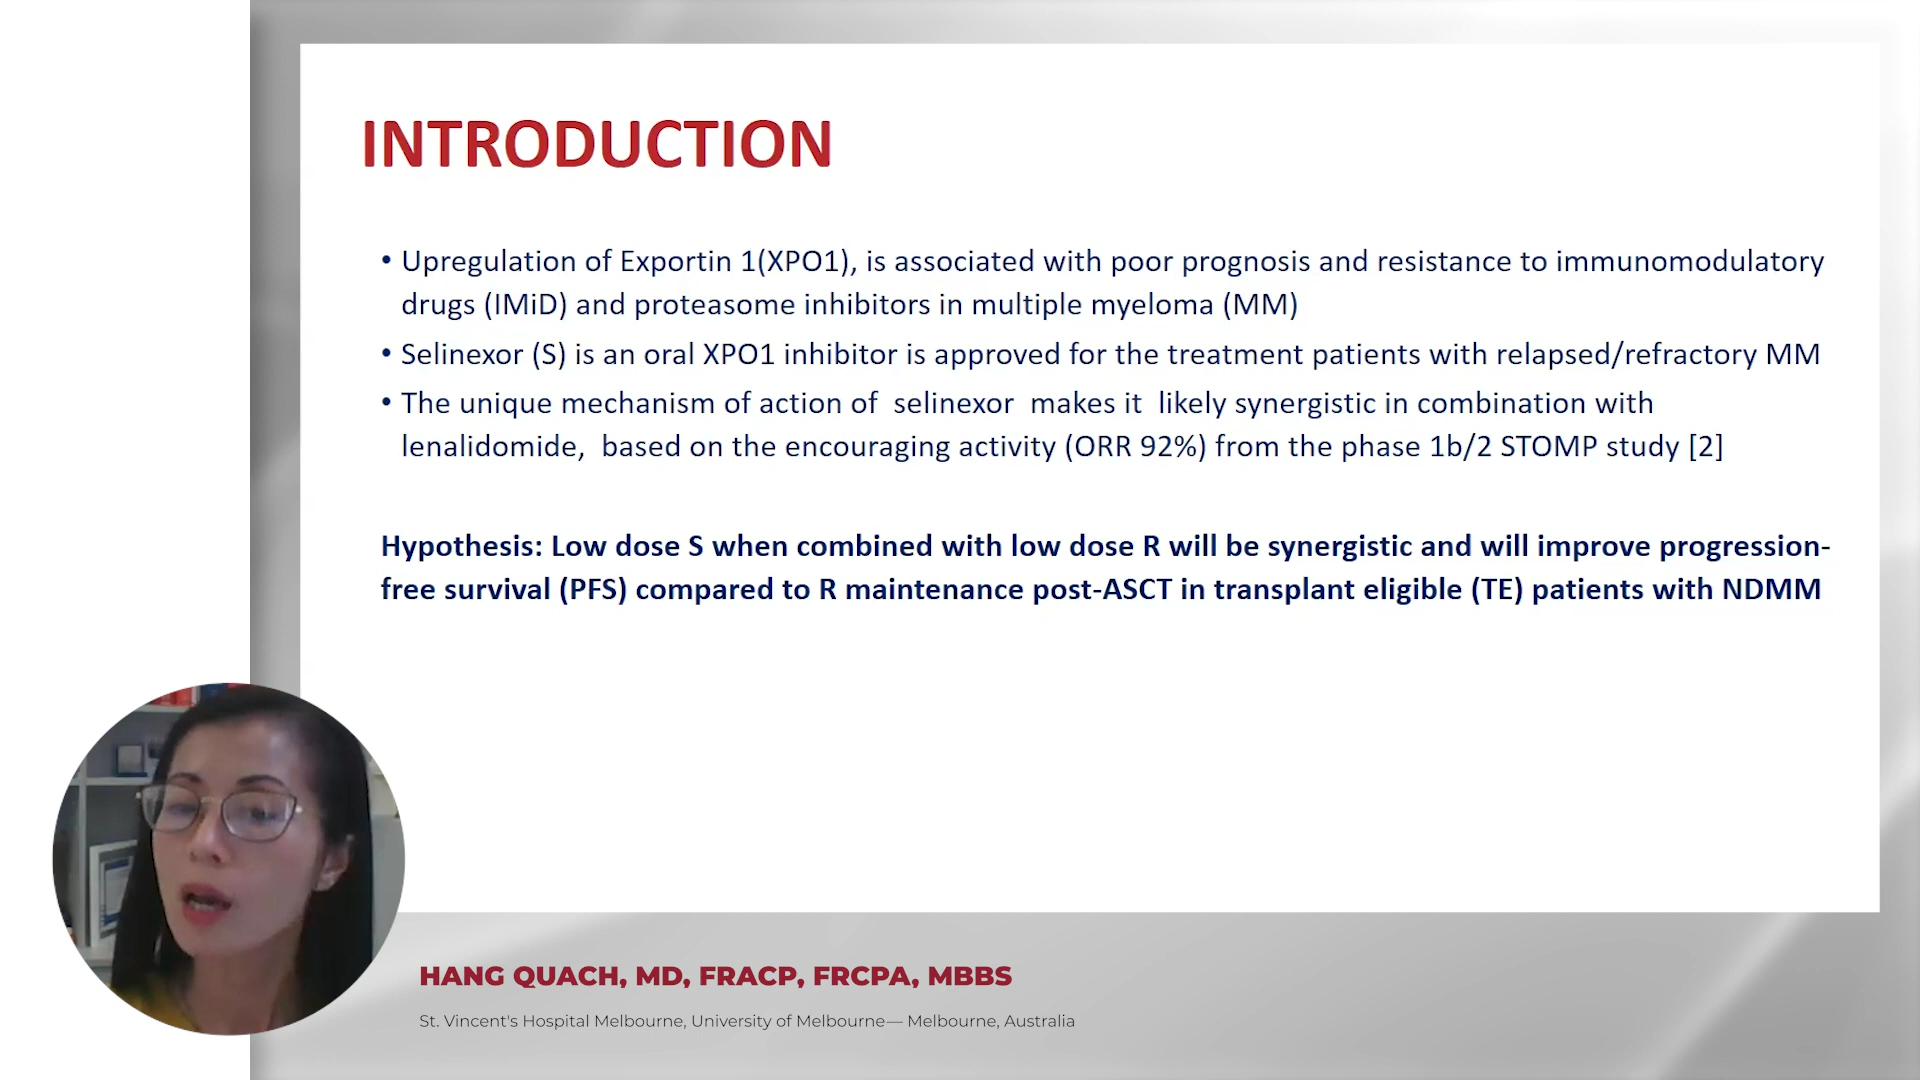 INTRODUCTION
• Upregulation of Exportin 1(XPO1), is associated with poor prognosis and resistance to immunomodulatory
drugs (IMiD) and proteasome inhibitors in multiple myeloma (MM)
• Selinexor (S) is an oral XPO1 inhibitor is approved for the treatment patients with relapsed/refractory MM
• The unique mechanism of action of selinexor makes it likely synergistic in combination with
lenalidomide, based on the encouraging activity (ORR 92%) from the phase 1b/2 STOMP study [2]
Hypothesis: Low dose S when combined with low dose R will be synergistic and will improve progression-
free survival (PFS) compared to R maintenance post-ASCT in transplant eligible (TE) patients with NDMM
HANG QUACH, MD, FRACP, FRCPA, MBBS
St. Vincent's Hospital Melbourne, University of Melbourne— Melbourne, Australia